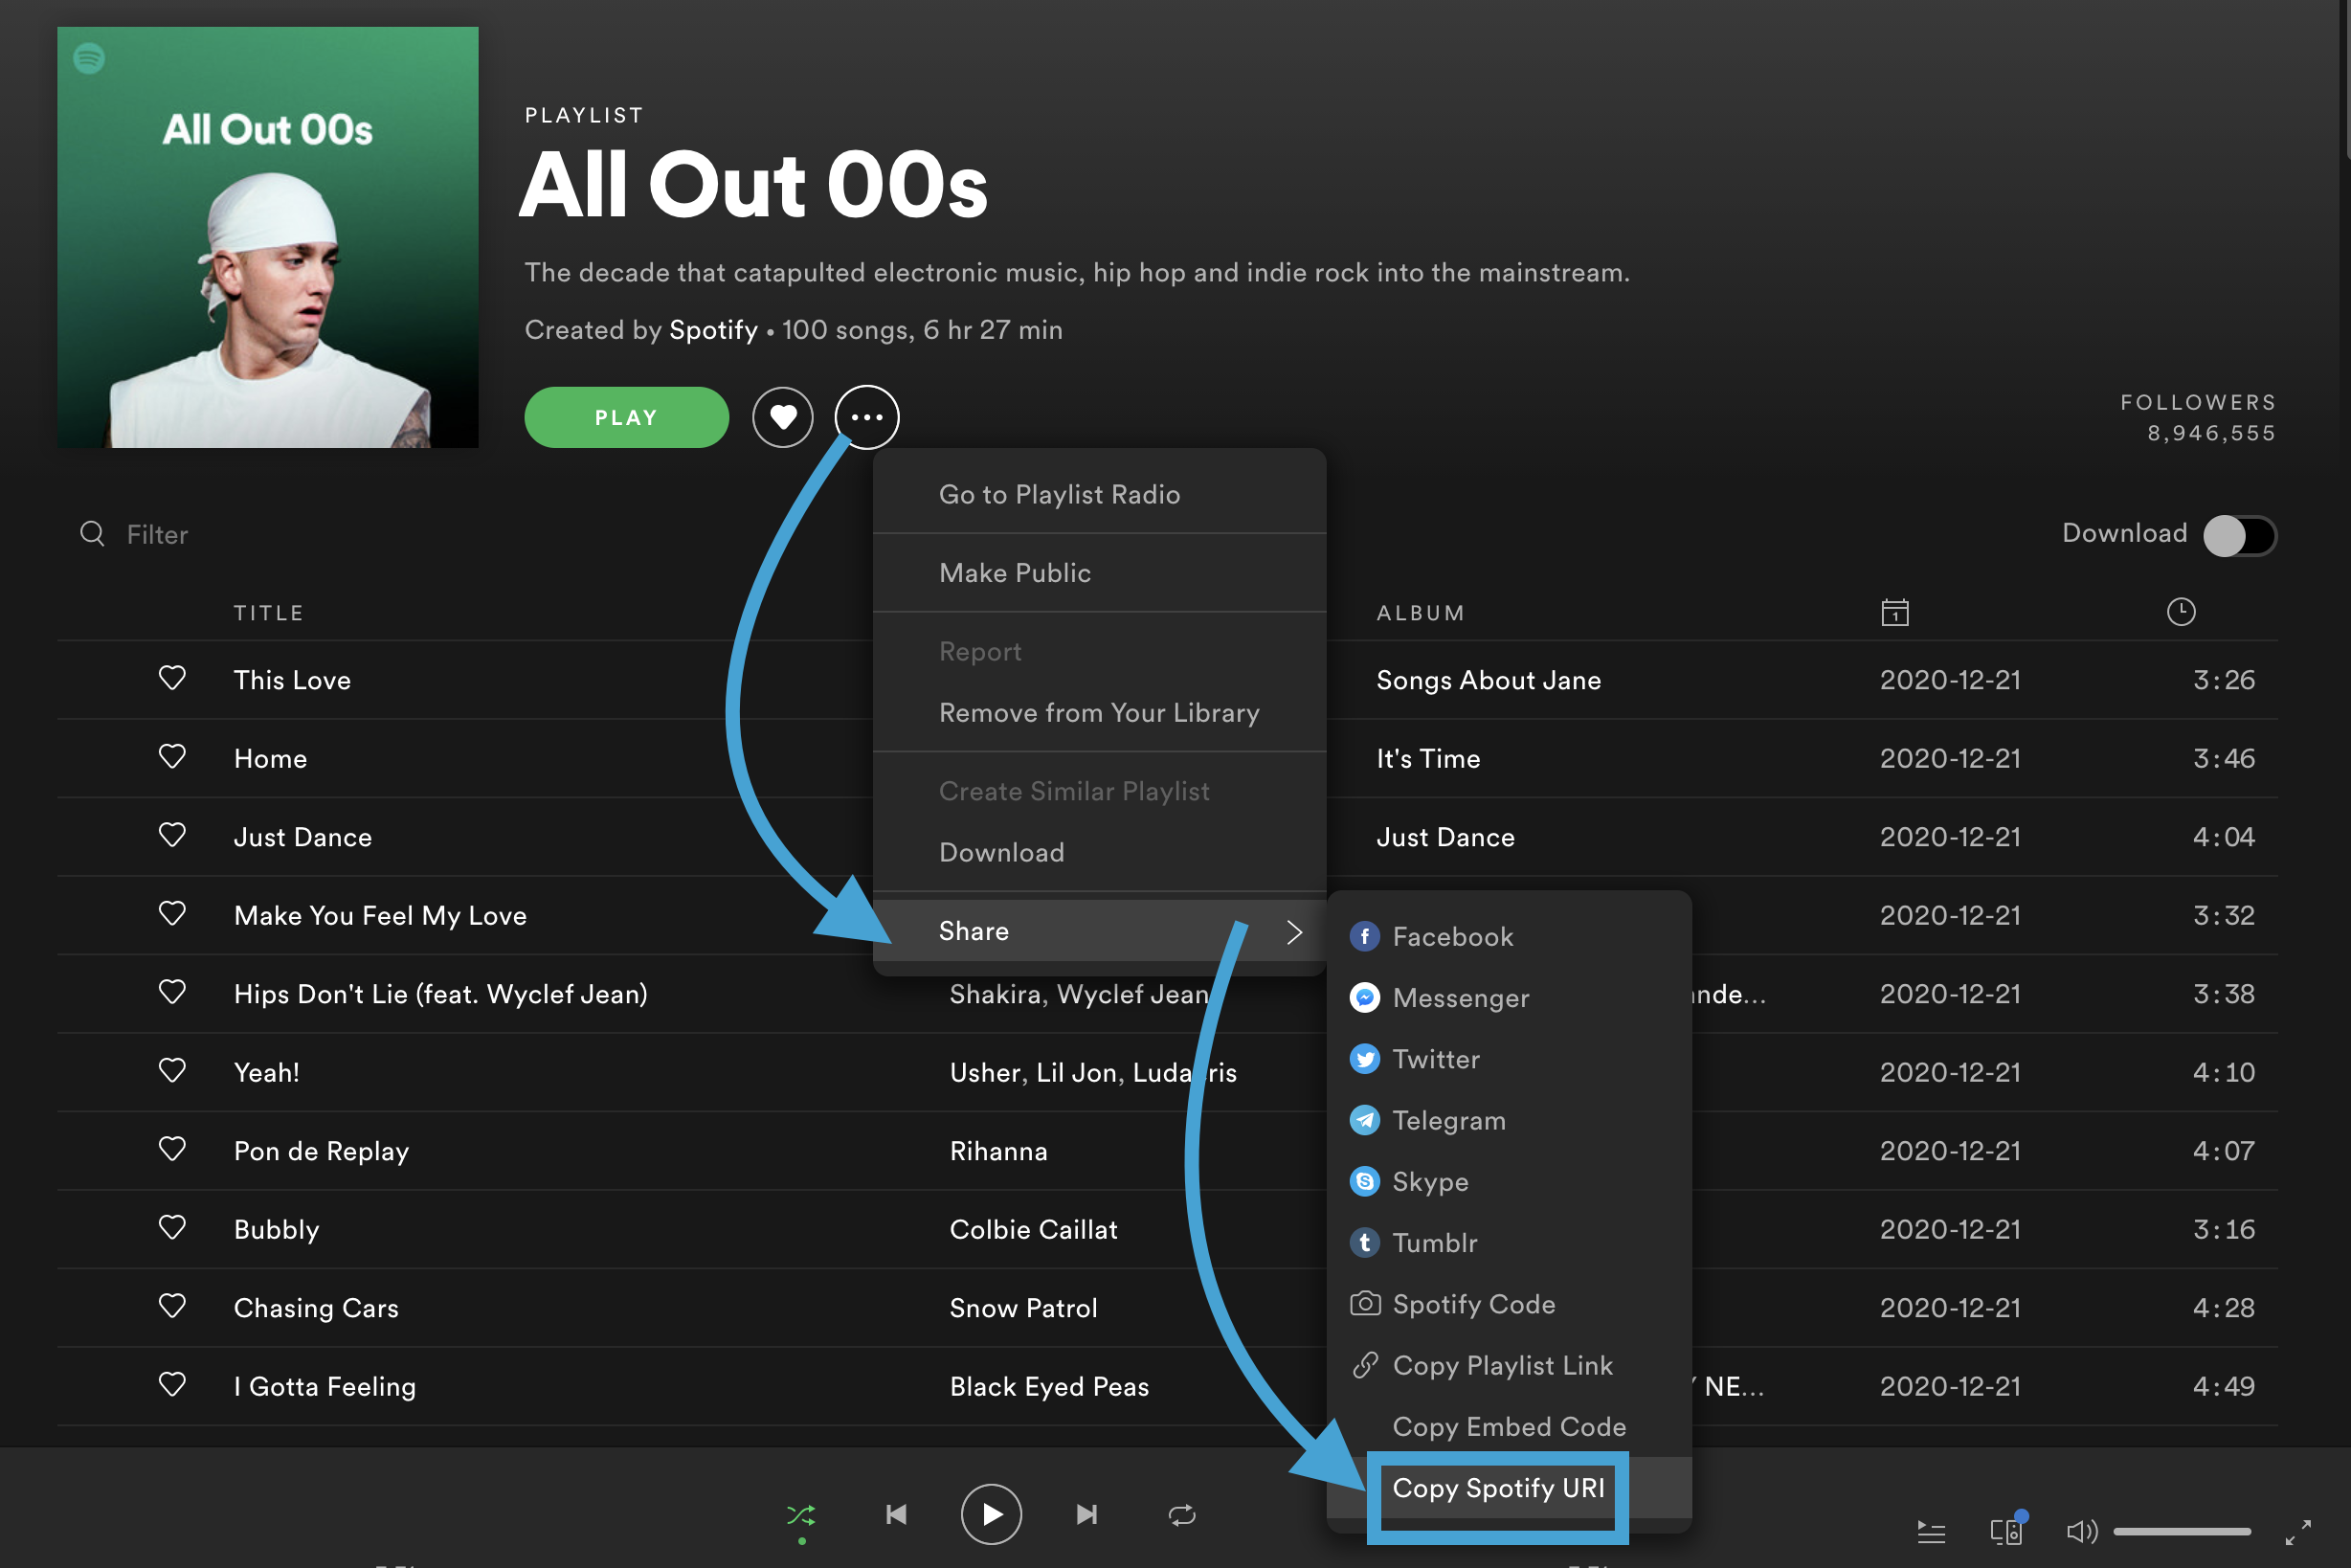 All Out 00s
PLAYLIST
All Out 00s
The decade that catapulted electronic music, hip hop and indie rock into the mainstream.
Created by Spotify • 100 songs, 6 hr 27 min
PLAY
FOLLOWERS
8,946,555
Filter
Download
Go to Playlist Radio
Make Public
Report
Remove from Your Library
Create Similar Playlist
Download
Share
Facebook
Messenger
Twitter
Telegram
Skype
Tumblr
Spotify Code
Copy Playlist Link
Copy Embed Code
Copy Spotify URI
TITLE ALBUM
This Love Songs About Jane 2020-12-21 3:26
Home It's Time 2020-12-21 3:46
Just Dance Just Dance 2020-12-21 4:04
Make You Feel My Love 2020-12-21 3:32
Hips Don't Lie (feat. Wyclef Jean) Shakira, Wyclef Jean 2020-12-21 3:38
Yeah! Usher, Lil Jon, 2020-12-21 4:10
Pon de Replay Rihanna 2020-12-21 4:07
Bubbly Colbie Caillat 2020-12-21 3:16
Chasing Cars Snow Patrol 2020-12-21 4:28
I Gotta Feeling Black Eyed Peas NE... 2020-12-21 4:49